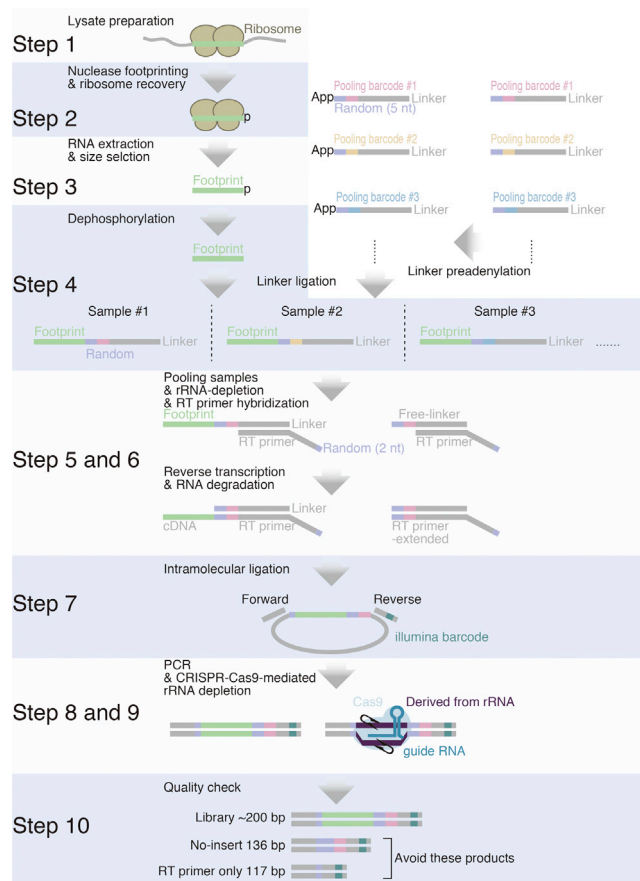 Lysate preparation
Ribosome
Step 1
Nuclease footprinting
& ribosome recovery
p
Step 2
RNA extraction
& size selction
Footprint
p
Step 3
Pooling barcode #1
App
Linker
Random (5 nt)
Pooling barcode #1
Linker
Pooling barcode #2
App
Linker
Pooling barcode #2
Linker
Pooling barcode #3
App
Linker
Pooling barcode #3
Linker
Linker preadenylation
Dephosphorylation
Footprint
Step 4
Linker ligation
Sample #1
Footprint
Linker
Random
Sample #2
Footprint
Linker
Sample #3
Footprint
Linker
.......
Pooling samples
& rRNA-depletion
& RT primer hybridization
Footprint
Linker
RT primer
Random (2 nt)
Free-linker
RT primer
Step 5 and 6
Reverse transcription
& RNA degradation
Linker
cDNA
RT primer
RT primer
-extended
Intramolecular ligation
Step 7
Forward
Reverse
illumina barcode
PCR
& CRISPR-Cas9-mediated
rRNA depletion
Step 8 and 9
Cas9
Derived from rRNA
guide RNA
Quality check
Step 10
Library ~200 bp
No-insert 136 bp
RT primer only 117 bp
Avoid these products